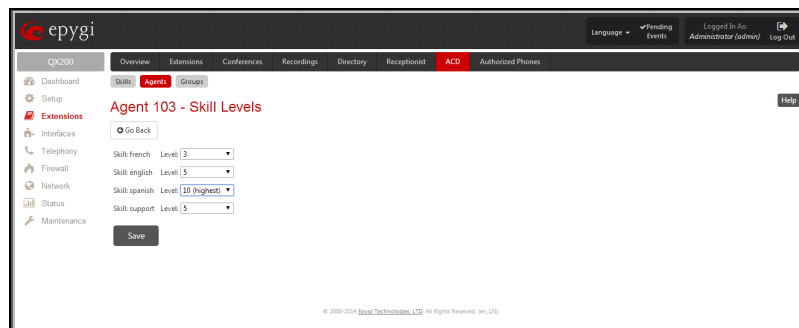 epygi
Language
Pending Events
Logged In As:
Administrator (admin)
Log Out
QX200
Overview
Extensions
Conferences
Recordings
Directory
Receptionist
ACD
Authorized Phones
Dashboard
Setup
Extensions
Interfaces
Telephony
Firewall
Network
Status
Maintenance
Skills
Agents
Groups
Help
Agent 103 - Skill Levels
Go Back
Skill: french Level: 3
Skill: english Level: 5
Skill: spanish Level: 10 (highest)
Skill: support Level: 5
Save
© 2000-2014 Epygi Technologies, LTD. All Rights Reserved. [en_US]